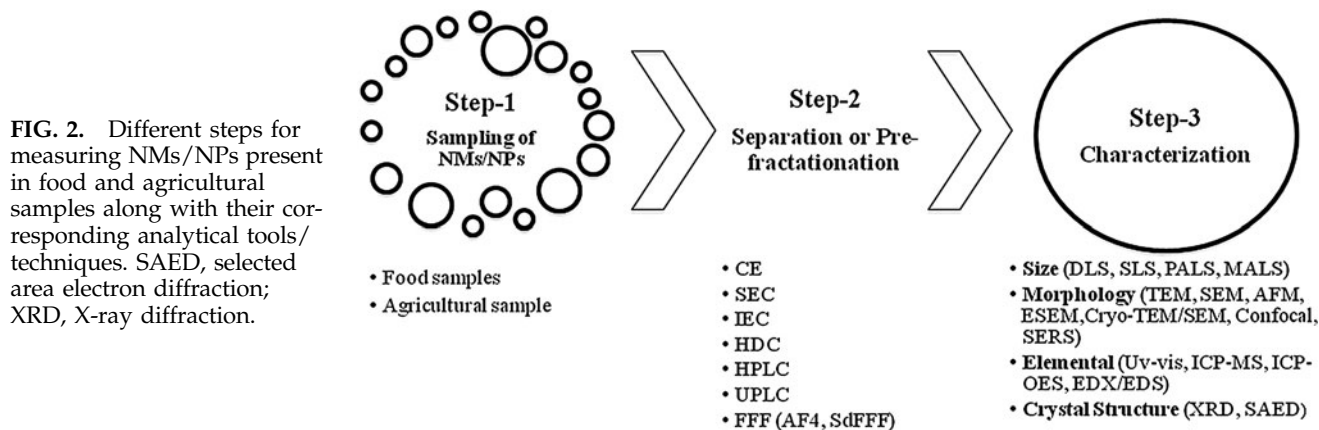 FIG. 2. Different steps for
measuring NMs/NPs present
in food and agricultural
samples along with their cor-
responding analytical tools/
techniques. SAED, selected
area electron diffraction;
XRD, X-ray diffraction.
Step-1
Sampling of
NMs/NPs
• Food samples
• Agricultural sample
Step-2
Separation or Pre-
fractationation
• CE
• SEC
• IEC
• HDC
• HPLC
• UPLC
• FFF (AF4, SdFFF)
Step-3
Characterization
• Size (DLS, SLS, PALS, MALS)
• Morphology (TEM, SEM, AFM,
ESEM,Cryo-TEM/SEM, Confocal,
SERS)
• Elemental (Uv-vis, ICP-MS, ICP-
OES, EDX/EDS)
• Crystal Structure (XRD, SAED)